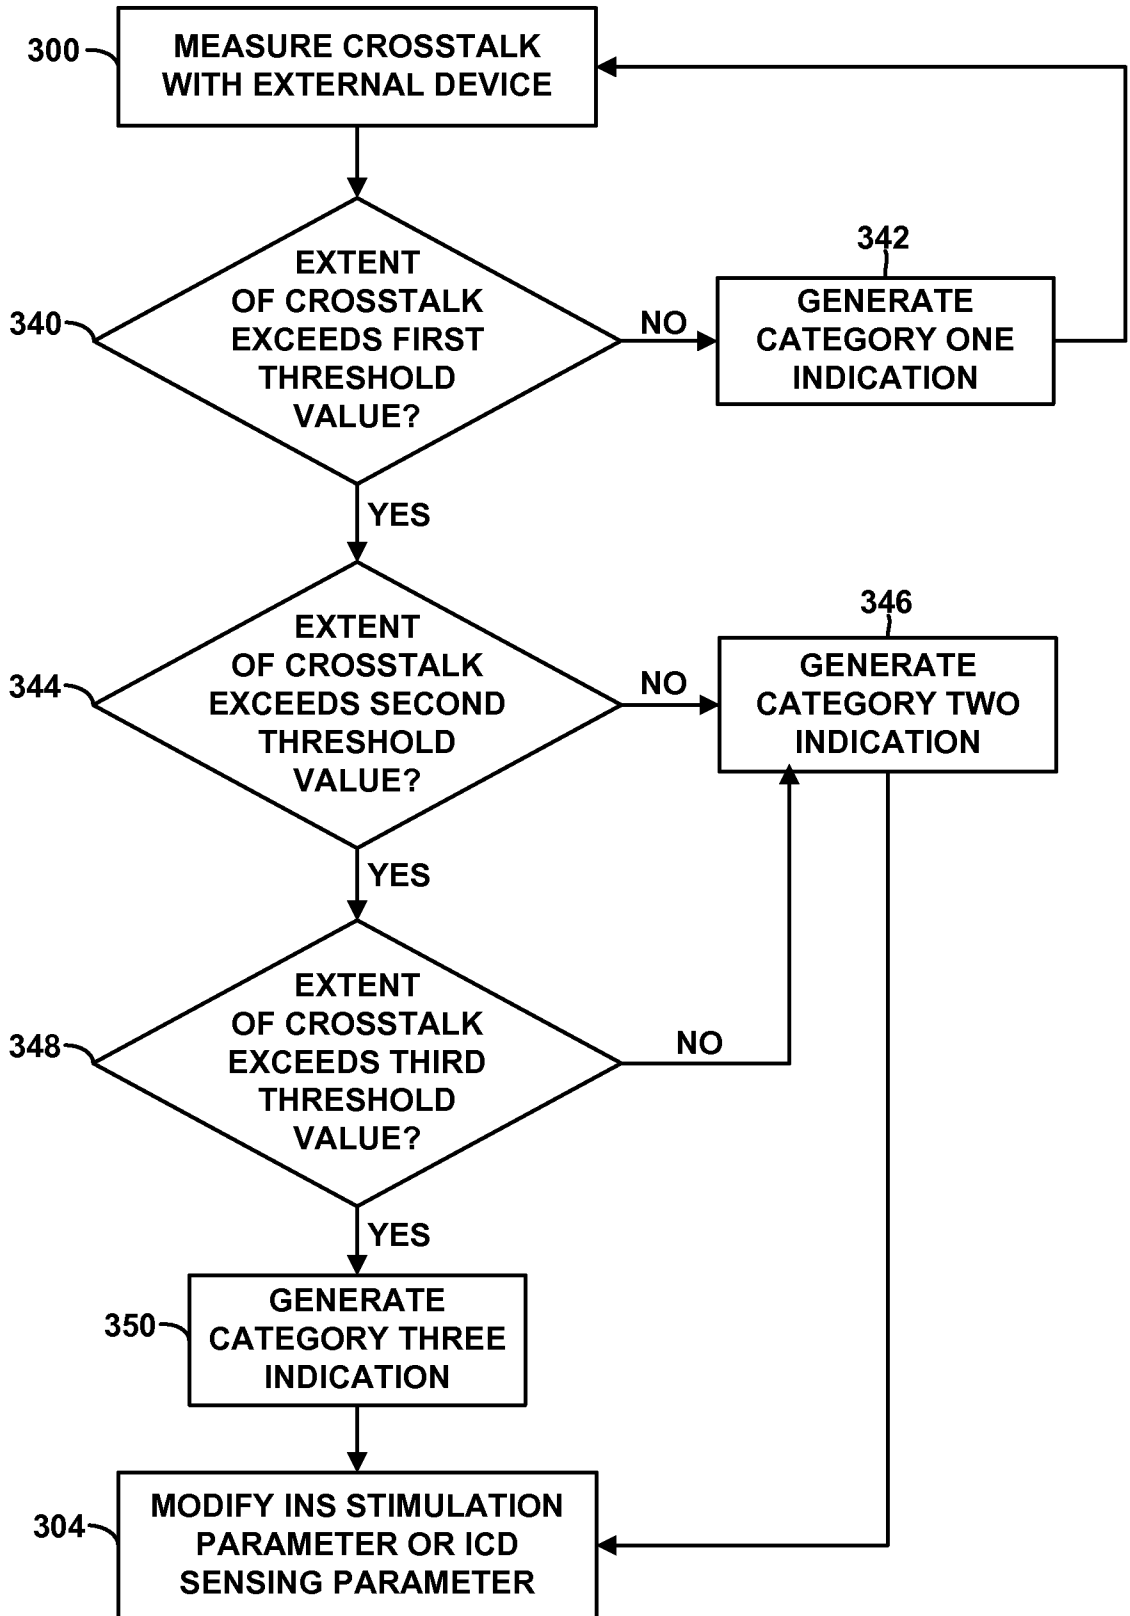 300
MEASURE CROSSTALK
WITH EXTERNAL DEVICE
340
EXTENT
OF CROSSTALK
EXCEEDS FIRST
THRESHOLD
VALUE?
NO
342
GENERATE
CATEGORY ONE
INDICATION
YES
344
EXTENT
OF CROSSTALK
EXCEEDS SECOND
THRESHOLD
VALUE?
NO
346
GENERATE
CATEGORY TWO
INDICATION
YES
348
EXTENT
OF CROSSTALK
EXCEEDS THIRD
THRESHOLD
VALUE?
NO
YES
350
GENERATE
CATEGORY THREE
INDICATION
304
MODIFY INS STIMULATION
PARAMETER OR ICD
SENSING PARAMETER